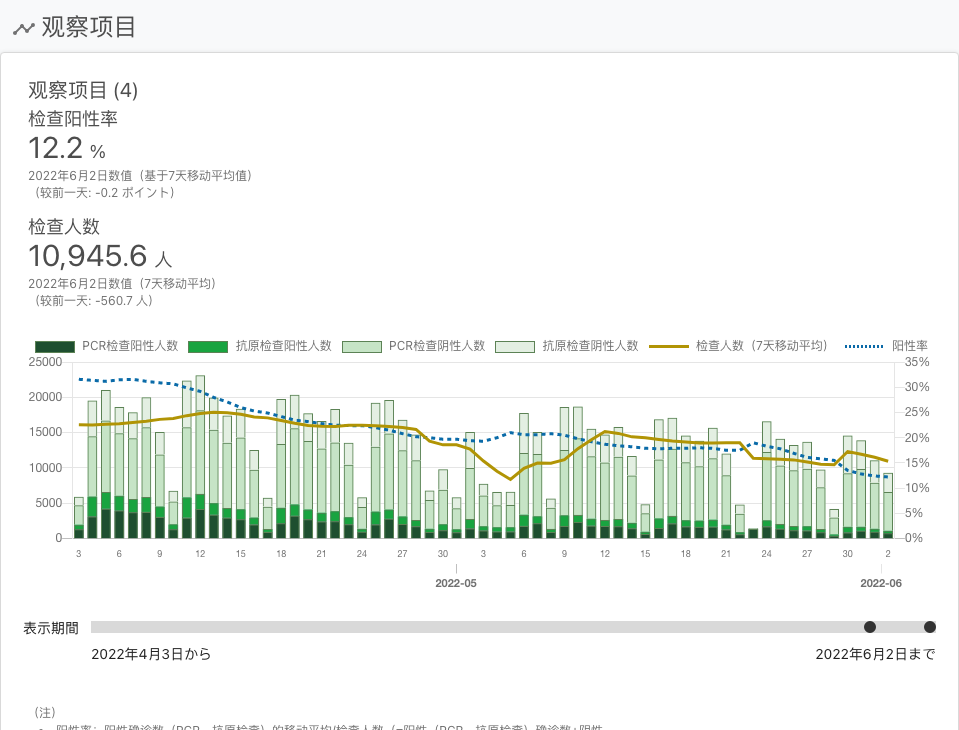 观察项目
观察项目 (4)
检查阳性率
12.2 %
2022年6月2日数值（基于7天移动平均值）
（较前一天: -0.2 ポイント）
检查人数
10,945.6 人
2022年6月2日数值（7天移动平均）
（较前一天: -560.7 人）
PCR检查阳性人数 抗原检查阳性人数 PCR检查阴性人数 抗原检查阴性人数 检查人数（7天移动平均） 阳性率
25000 35%
20000 30%
15000 25%
10000 20%
5000 15%
0 10%
5%
0%
3 6 9 12 15 18 21 24 27 30 3 6 9 12 15 18 21 24 27 30 2
2022-05 2022-06
表示期間
2022年4月3日から 2022年6月2日まで
（注）